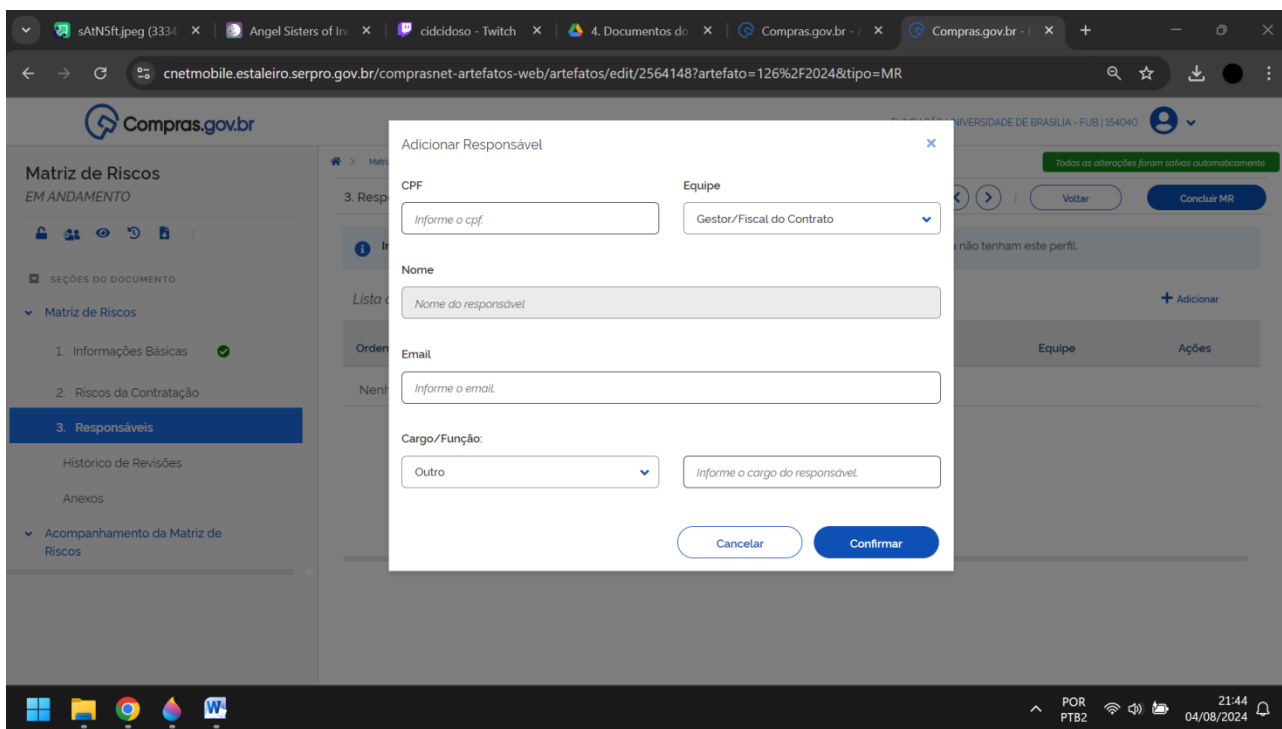 sAtN5ft.jpeg (3334
Angel Sisters of In
cidcidoso - Twitch
4. Documentos do
Compras.gov.br - /
Compras.gov.br - |
cnetmobile.estaleiro.serpro.gov.br/comprasnet-artefatos-web/artefatos/edit/2564148?artefato=126%2F2024&tipo=MR
Compras.gov.br
UNIVERSIDADE DE BRASÍLIA - FUB | 154040
Matriz de Riscos
EM ANDAMENTO
SEÇÕES DO DOCUMENTO
Matriz de Riscos
1. Informações Básicas
2. Riscos da Contratação
3. Responsáveis
Histórico de Revisões
Anexos
Acompanhamento da Matriz de
Riscos
Matri
Todas as alterações foram salvas automaticamente.
3. Resp
Voltar
Concluir MR
não tenham este perfil.
Lista
Adicionar
Orden
Equipe
Ações
Nenh
Adicionar Responsável
CPF
Equipe
Informe o cpf.
Gestor/Fiscal do Contrato
Nome
Nome do responsável
Email
Informe o email.
Cargo/Função:
Outro
Informe o cargo do responsável.
Cancelar
Confirmar
POR
PTB2
21:44
04/08/2024